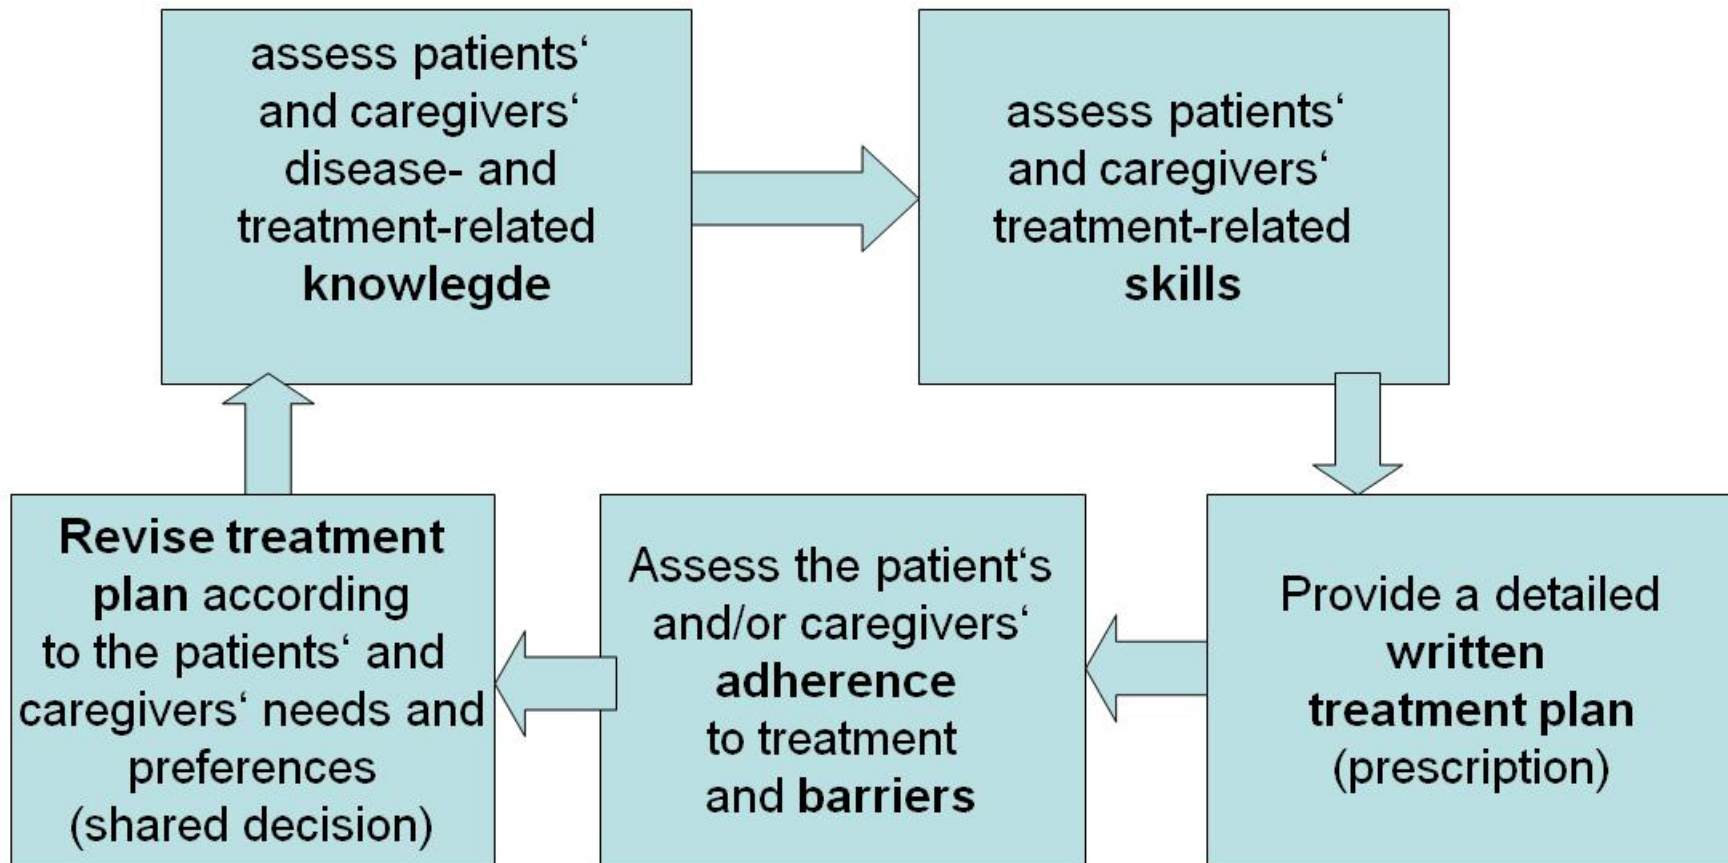 assess patients‘
and caregivers‘
disease- and
treatment-related
knowlegde
assess patients‘
and caregivers‘
treatment-related
skills
Provide a detailed
written
treatment plan
(prescription)
Assess the patient‘s
and/or caregivers‘
adherence
to treatment
and barriers
Revise treatment
plan according
to the patients‘ and
caregivers‘ needs and
preferences
(shared decision)